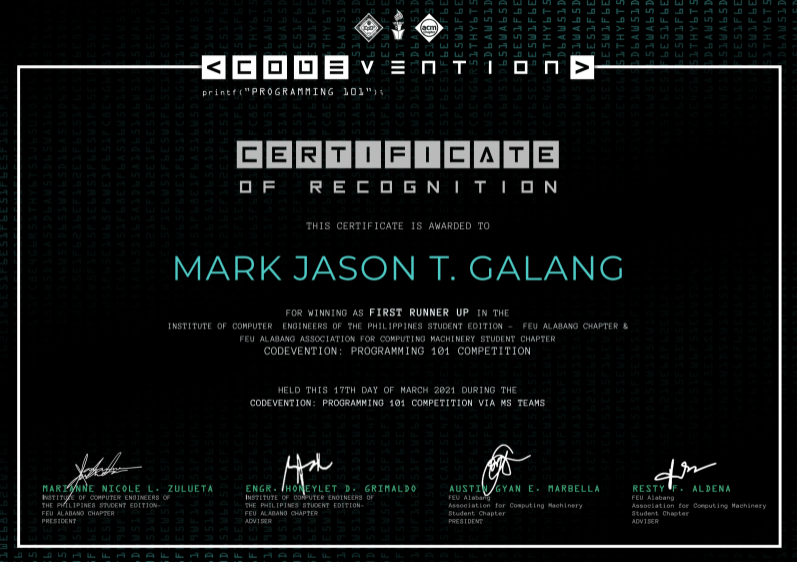 acm
<CODEVENTION>
printf("PROGRAMMING 101");
CERTIFICATE
OF RECOGNITION
THIS CERTIFICATE IS AWARDED TO
MARK JASON T. GALANG
FOR WINNING AS FIRST RUNNER UP IN THE
INSTITUTE OF COMPUTER ENGINEERS OF THE PHILIPPINES STUDENT EDITION - FEU ALABANG CHAPTER &
FEU ALABANG ASSOCIATION FOR COMPUTING MACHINERY STUDENT CHAPTER
CODEVENTION: PROGRAMMING 101 COMPETITION
HELD THIS 17TH DAY OF MARCH 2021 DURING THE
CODEVENTION: PROGRAMMING 101 COMPETITION VIA MS TEAMS
MARIANNE NICOLE L. ZULUETA
INSTITUTE OF COMPUTER ENGINEERS OF
THE PHILIPPINES STUDENT EDITION-
FEU ALABANG CHAPTER
PRESIDENT
ENGR. HONEYLET D. GRIMALDO
INSTITUTE OF COMPUTER ENGINEERS OF
THE PHILIPPINES STUDENT EDITION-
FEU ALABANG CHAPTER
ADVISER
AUSTIN GYAN E. MARBELLA
FEU Alabang
Association for Computing Machinery
Student Chapter
PRESIDENT
RESTY F. ALDENA
FEU Alabang
Association for Computing Machinery
Student Chapter
ADVISER